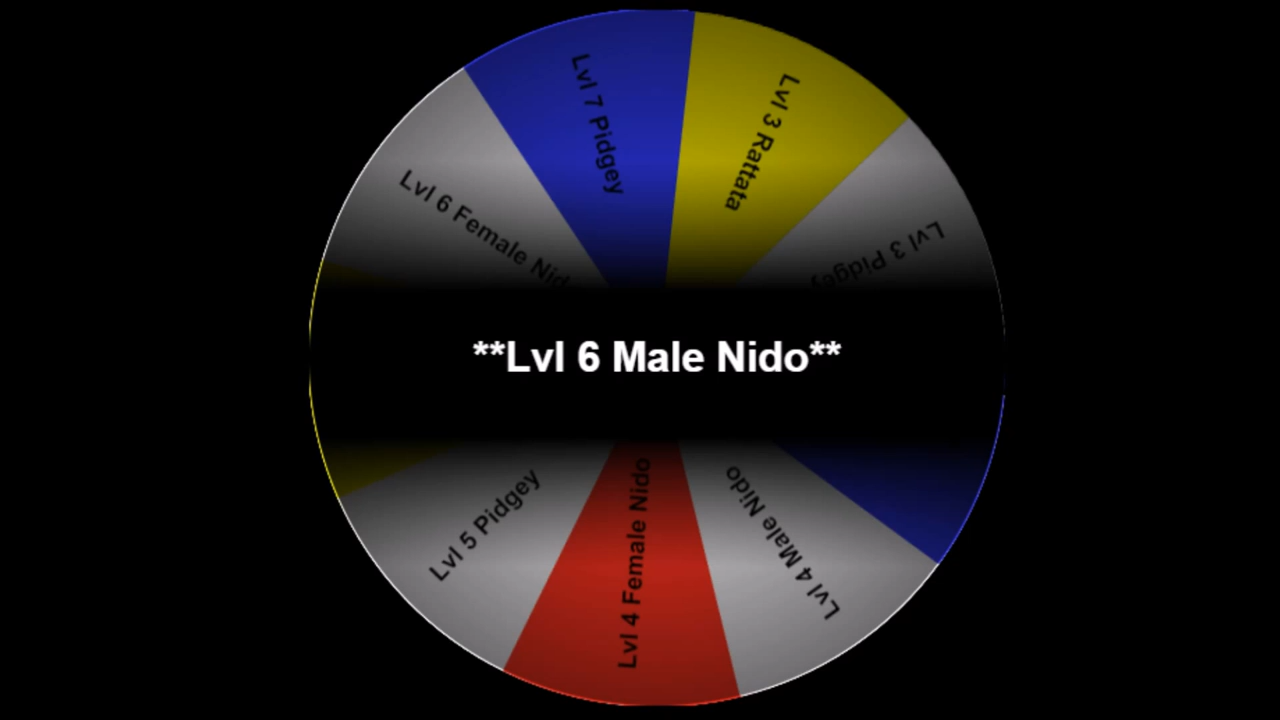 Lvl 7 Pidgey
Lvl 3 Rattata
Lvl 6 Female Nido
Lvl 3 Pidgey
**Lvl 6 Male Nido**
Lvl 5 Pidgey
Lvl 4 Female Nido
Lvl 4 Male Nido